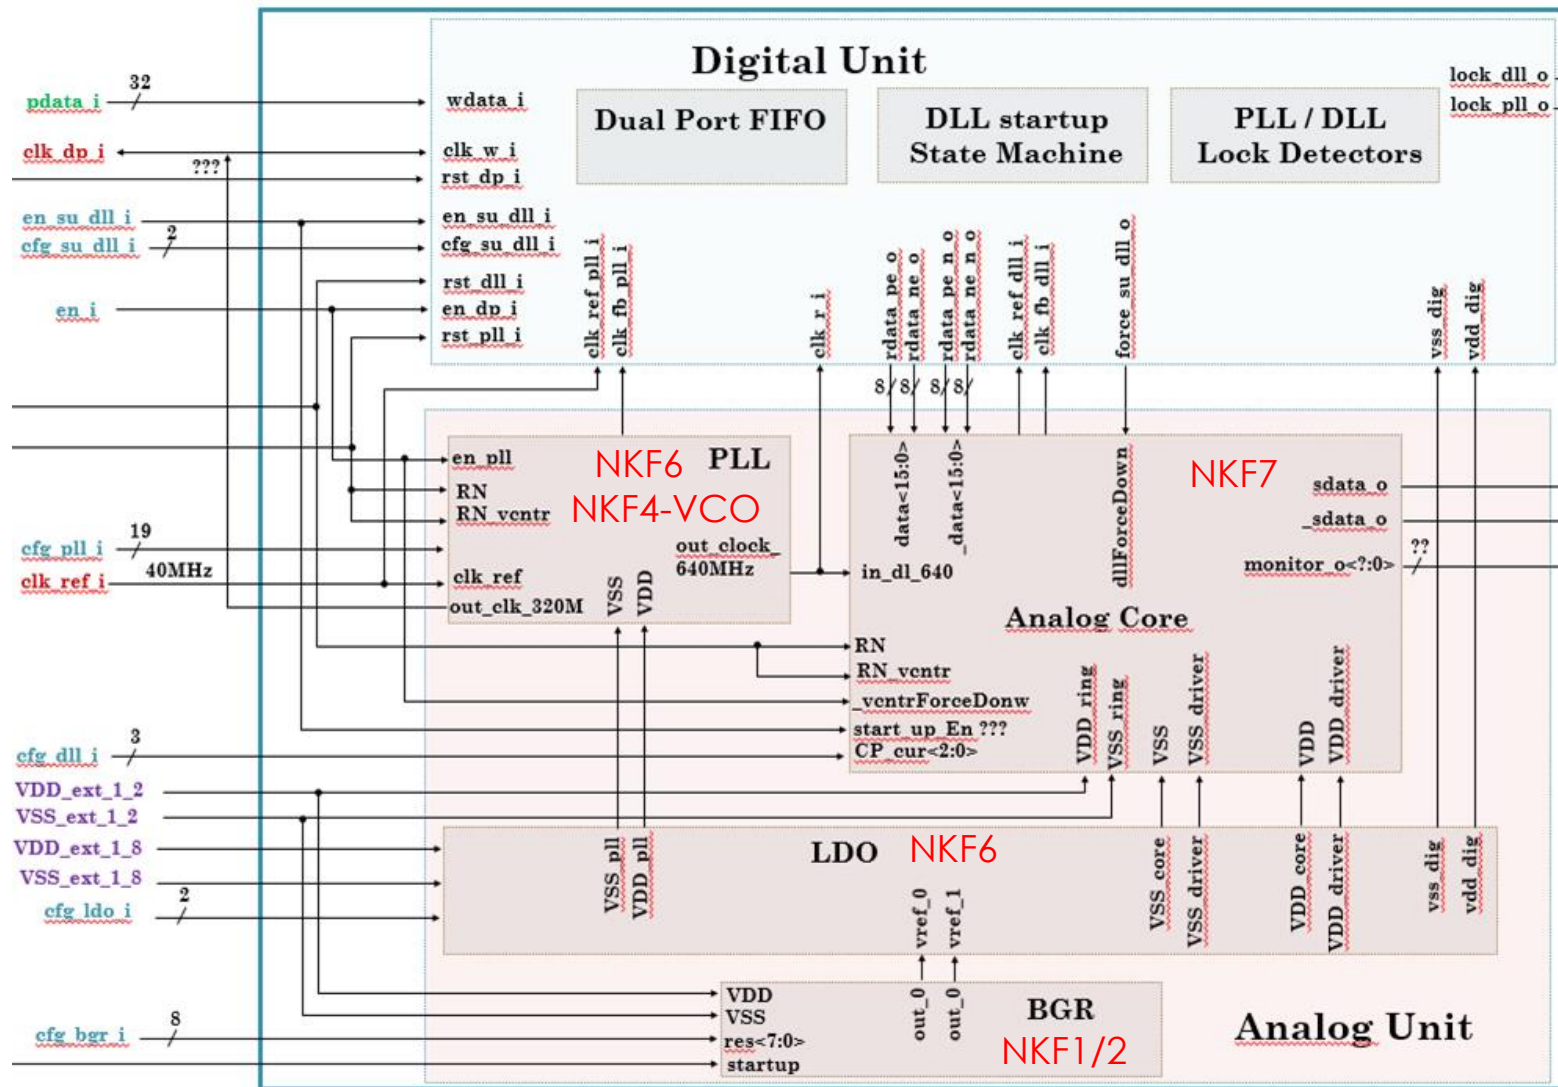 Digital Unit
lock_dll_o
lock_pll_o
pdata_i
32
wdata_i
Dual Port FIFO
DLL startup
State Machine
PLL / DLL
Lock Detectors
clk_dp_i
???
clk_w_i
rst_dp_i
en_su_dll_i
en_su_dll_i
cfg_su_dll_i
2
cfg_su_dll_i
rst_dll_i
en_i
en_dp_i
rst_pll_i
clk_ref_pll_i
clk_fb_pll_i
clk_r_i
rdata_pe_o
rdata_ne_o
rdata_pe_n_o
rdata_ne_n_o
clk_ref_dll_i
clk_fb_dll_i
force_su_dll_o
vss_dig
vdd_dig
8
8
8
8
en_pll
NKF6
PLL
NKF4-VCO
RN
RN_vcntr
cfg_pll_i
19
out_clock_
640MHz
clk_ref_i
40MHz
clk_ref
out_clk_320M
VSS
VDD
data<15:0>
_data<15:0>
dllForceDown
NKF7
sdata_o
_sdata_o
monitor_o<?:0>
??
in_dl_640
Analog Core
RN
RN_vcntr
_vcntrForceDonw
start_up_En ???
CP_cur<2:0>
VDD_ring
VSS_ring
VSS
VSS_driver
VDD
VDD_driver
cfg_dll_i
3
VDD_ext_1_2
VSS_ext_1_2
VDD_ext_1_8
VSS_ext_1_8
cfg_ldo_i
2
VSS_pll
VDD_pll
LDO
NKF6
vref_0
vref_1
VSS_core
VSS_driver
VDD_core
VDD_driver
vss_dig
vdd_dig
VDD
VSS
res<7:0>
startup
out_0
out_0
BGR
NKF1/2
cfg_bgr_i
8
Analog Unit